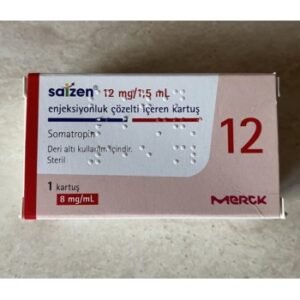 saizen® 12 mg/1,5 mL
enjeksiyonluk çözelti içeren kartuş
Somatropin
Deri altı kullanım içindir.
Steril
12
1 kartuş
8 mg/mL
MERCK